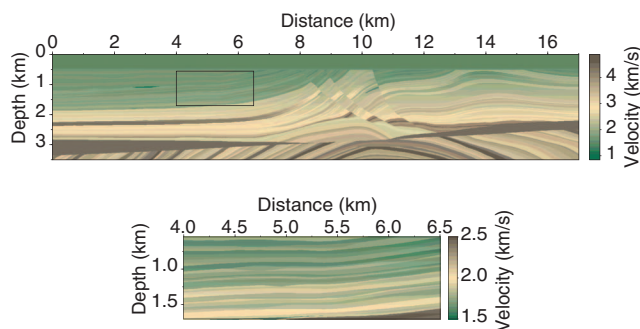 Distance (km)
0 2 4 6 8 10 12 14 16
0
1
2
3
Depth (km)
4
3
2
1
Velocity (km/s)
Distance (km)
4.0 4.5 5.0 5.5 6.0 6.5
1.0
1.5
Depth (km)
2.5
2.0
1.5
Velocity (km/s)